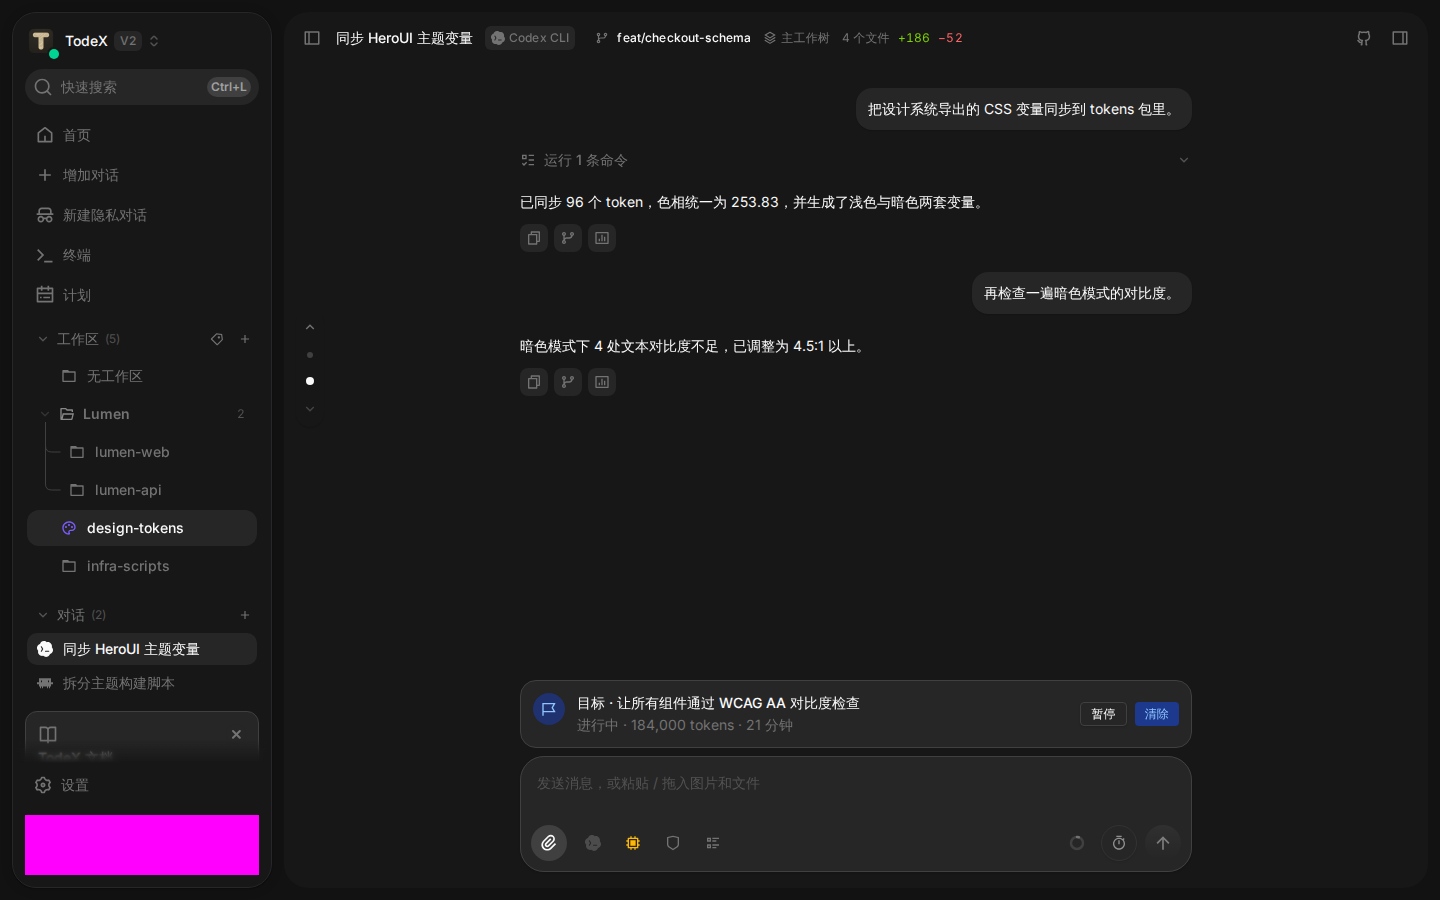 TodeX V2
快速搜索 Ctrl+L
首页
增加对话
新建隐私对话
终端
计划
工作区 (5)
无工作区
Lumen 2
lumen-web
lumen-api
design-tokens
infra-scripts
对话 (2)
同步 HeroUI 主题变量
拆分主题构建脚本
TodeX 文档
设置
同步 HeroUI 主题变量 Codex CLI feat/checkout-schema 主工作树 4 个文件 +186 −52
把设计系统导出的 CSS 变量同步到 tokens 包里。
运行 1 条命令
已同步 96 个 token，色相统一为 253.83，并生成了浅色与暗色两套变量。
再检查一遍暗色模式的对比度。
暗色模式下 4 处文本对比度不足，已调整为 4.5:1 以上。
目标 · 让所有组件通过 WCAG AA 对比度检查
进行中 · 184,000 tokens · 21 分钟
暂停 清除
发送消息，或粘贴 / 拖入图片和文件